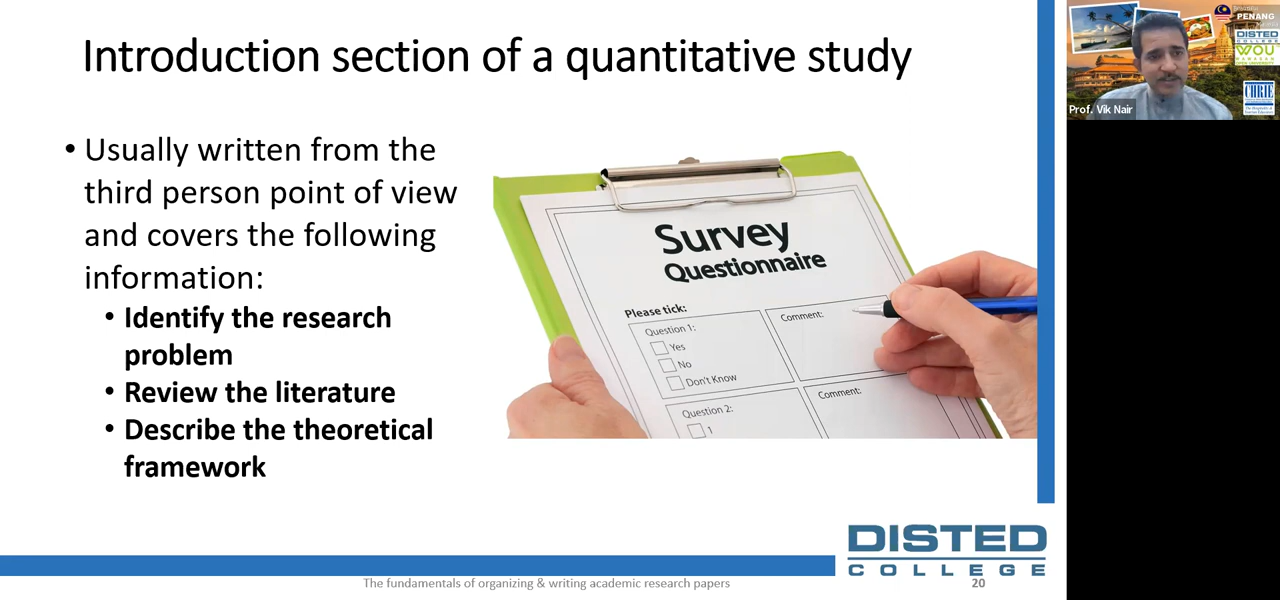 Introduction section of a quantitative study
• Usually written from the
third person point of view
and covers the following
information:
• Identify the research
problem
• Review the literature
• Describe the theoretical
framework
Survey
Questionnaire
Please tick:
Question 1:
Yes
No
Don't Know
Comment:
Question 2:
1
Comment:
DISTED
COLLEGE
The fundamentals of organizing & writing academic research papers
20
Prof. Vik Nair
PENANG
DISTED
COLLEGE
WOU
CHRIE